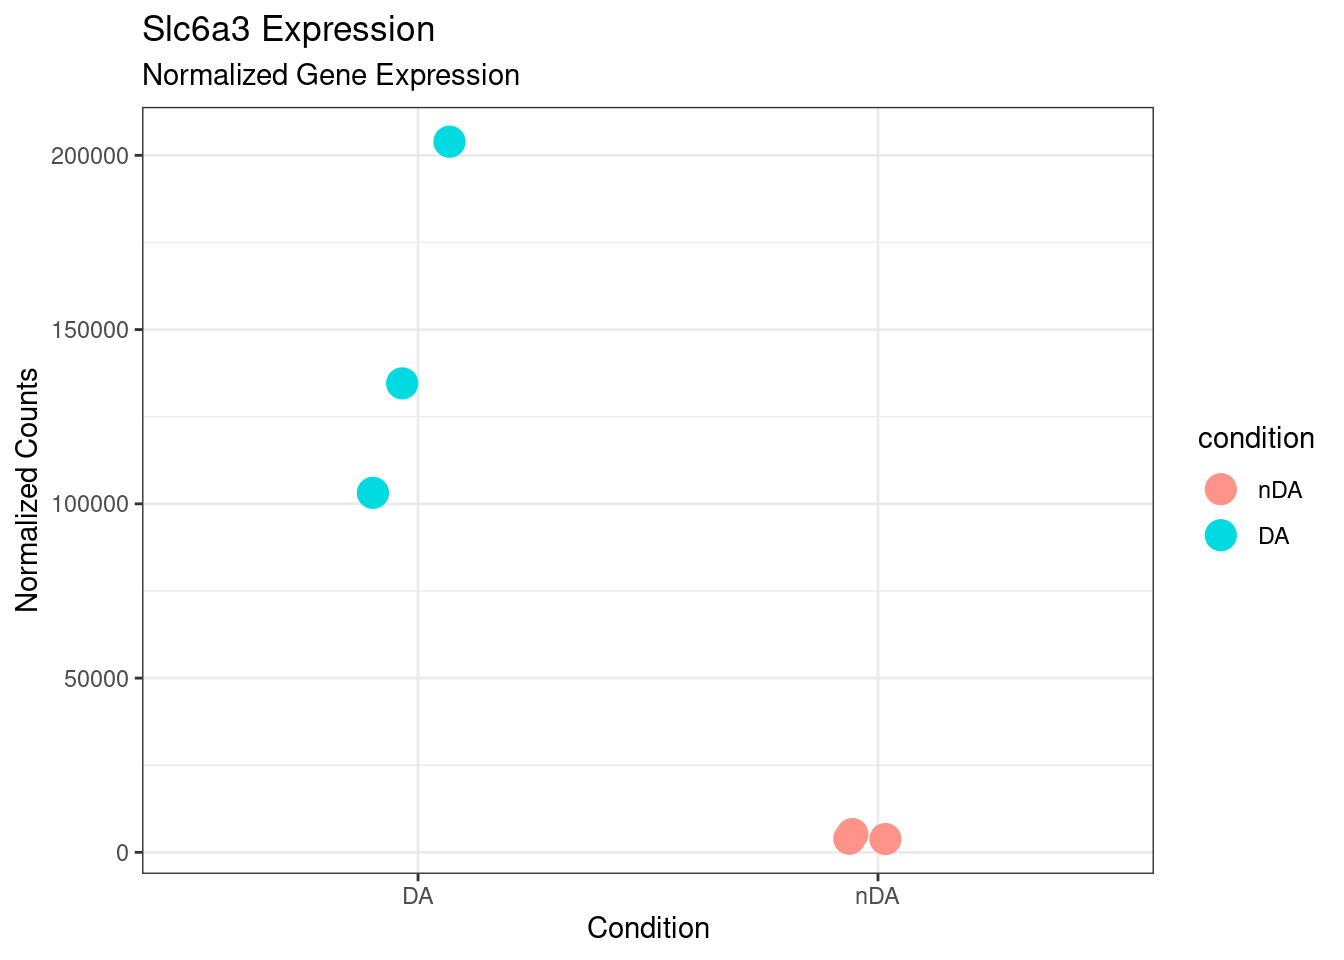 Slc6a3 Expression
Normalized Gene Expression
Normalized Counts
200000
150000
100000
50000
0
DA
nDA
Condition
condition
nDA
DA